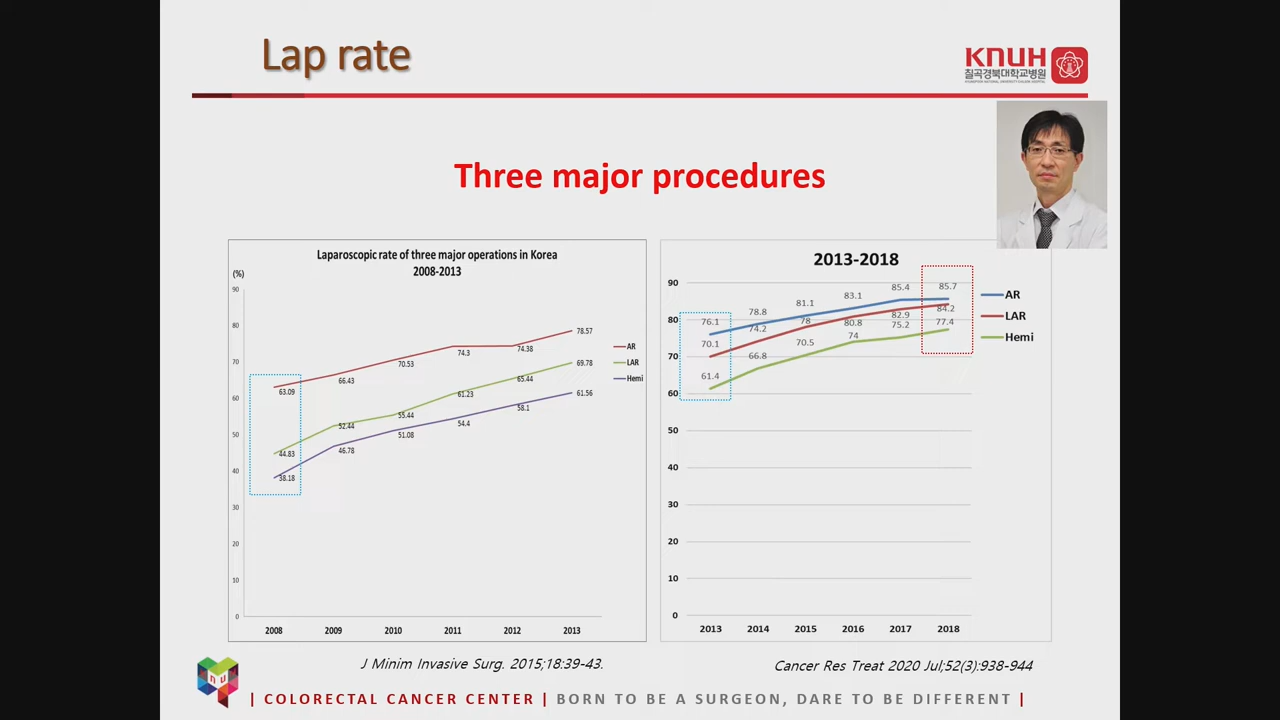 Lap rate
KNUH
칠곡경북대학교병원
Three major procedures
Laparoscopic rate of three major operations in Korea
2008-2013
(%)
90
80
70
60
50
40
30
20
10
0
63.09
66.43
70.53
74.3
74.38
78.57
44.83
52.44
55.44
61.23
65.44
69.78
38.18
46.78
51.08
54.4
58.1
61.56
AR
LAR
Hemi
2008 2009 2010 2011 2012 2013
2013-2018
90
80
70
60
50
40
30
20
10
0
76.1 78.8 81.1 83.1 85.4 85.7
70.1 74.2 78 80.8 82.9 84.2
61.4 66.8 70.5 74 75.2 77.4
AR
LAR
Hemi
2013 2014 2015 2016 2017 2018
J Minim Invasive Surg. 2015;18:39-43.
Cancer Res Treat 2020 Jul;52(3):938-944
| COLORECTAL CANCER CENTER | BORN TO BE A SURGEON, DARE TO BE DIFFERENT |